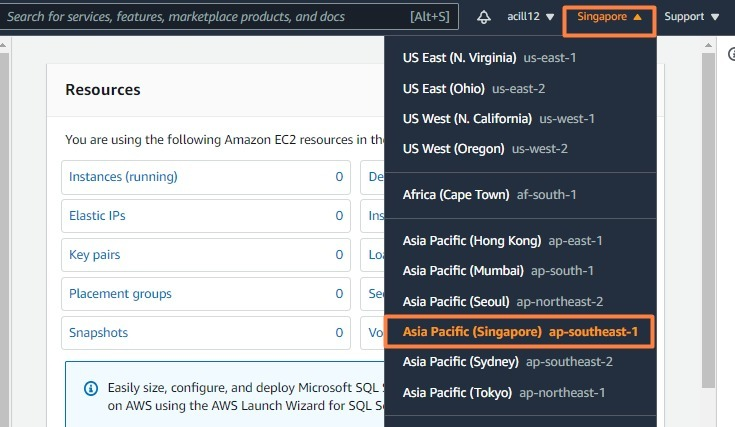 Search for services, features, marketplace products, and docs [Alt+S] acill12 Singapore Support
US East (N. Virginia) us-east-1
Resources
US East (Ohio) us-east-2
US West (N. California) us-west-1
You are using the following Amazon EC2 resources in the
US West (Oregon) us-west-2
Instances (running) 0 De
Africa (Cape Town) af-south-1
Elastic IPs 0 Ins
Asia Pacific (Hong Kong) ap-east-1
Key pairs 0 Loa
Asia Pacific (Mumbai) ap-south-1
Placement groups 0 Sec
Asia Pacific (Seoul) ap-northeast-2
Snapshots 0 Vo
Asia Pacific (Singapore) ap-southeast-1
Asia Pacific (Sydney) ap-southeast-2
Easily size, configure, and deploy Microsoft SQL S
Asia Pacific (Tokyo) ap-northeast-1
on AWS using the AWS Launch Wizard for SQL Se